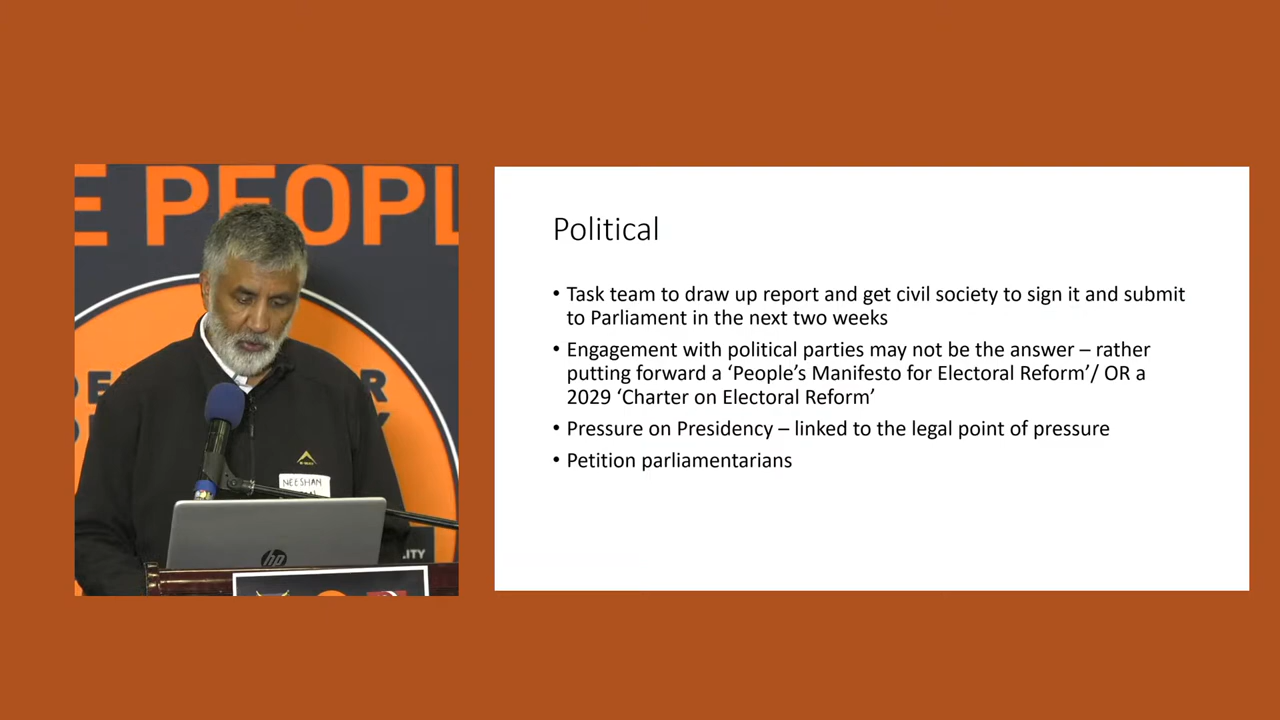 E PEOPL
NEESHAN
hp
.ITY
Political
• Task team to draw up report and get civil society to sign it and submit
to Parliament in the next two weeks
• Engagement with political parties may not be the answer – rather
putting forward a ‘People’s Manifesto for Electoral Reform’/ OR a
2029 ‘Charter on Electoral Reform’
• Pressure on Presidency – linked to the legal point of pressure
• Petition parliamentarians